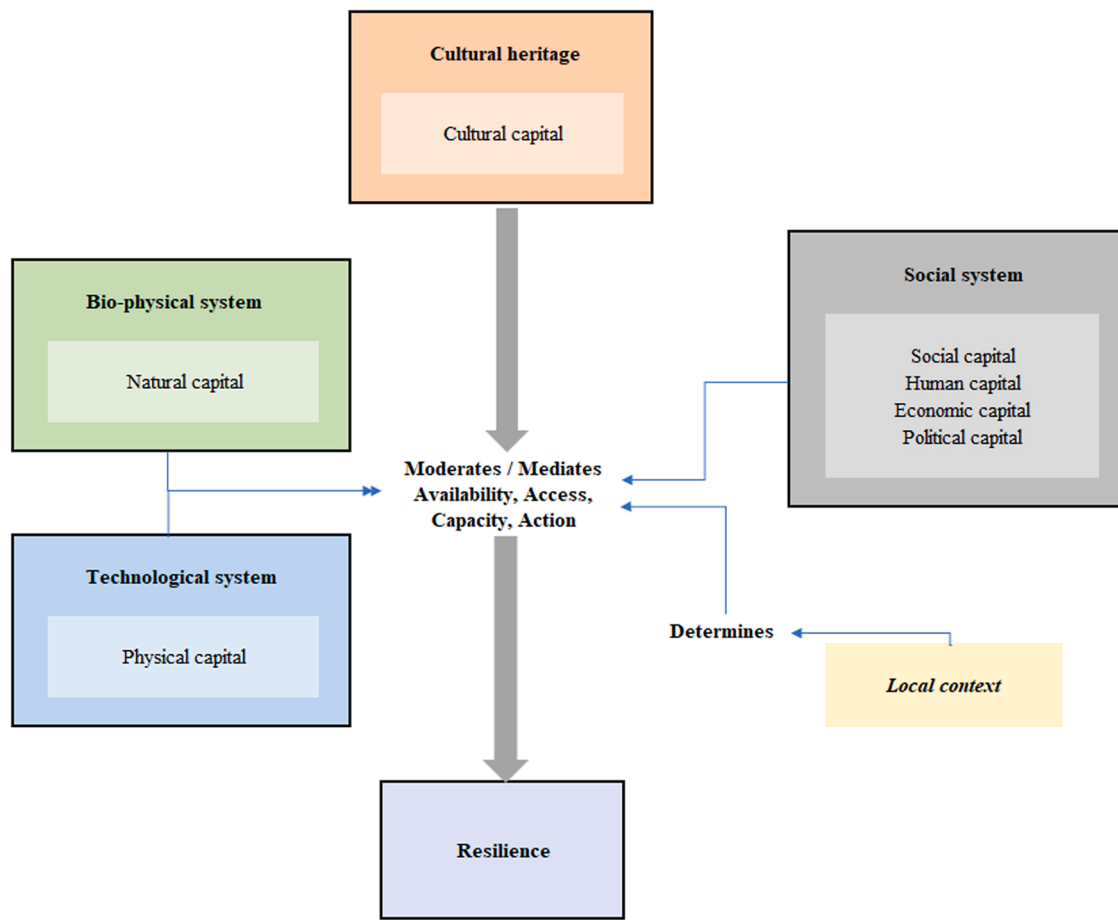 Cultural heritage
Cultural capital
Bio-physical system
Natural capital
Social system
Social capital
Human capital
Economic capital
Political capital
Moderates / Mediates
Availability, Access,
Capacity, Action
Technological system
Physical capital
Determines
Local context
Resilience